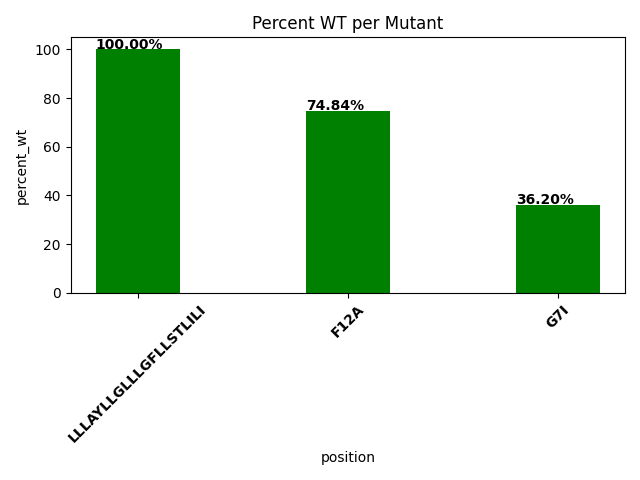 Percent WT per Mutant
percent_wt
100
80
60
40
20
0
100.00%
74.84%
36.20%
LLLAYLLGLLLGFLLSTLILI
F12A
G7I
position